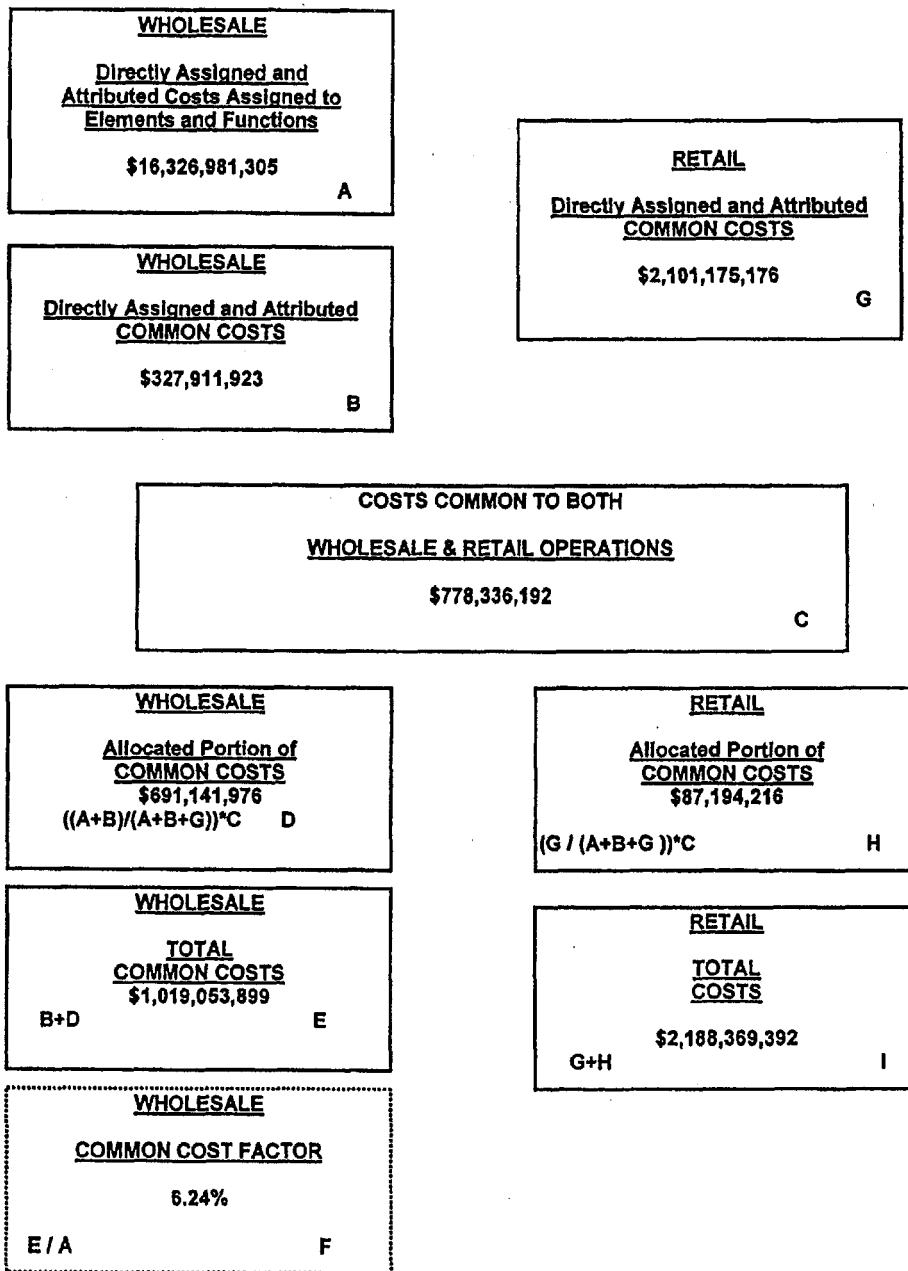 WHOLESALE
Directly Assigned and
Attributed Costs Assigned to
Elements and Functions
$16,326,981,305
A
RETAIL
Directly Assigned and Attributed
COMMON COSTS
$2,101,175,176
G
WHOLESALE
Directly Assigned and Attributed
COMMON COSTS
$327,911,923
B
COSTS COMMON TO BOTH
WHOLESALE & RETAIL OPERATIONS
$778,336,192
C
WHOLESALE
Allocated Portion of
COMMON COSTS
$691,141,976
((A+B)/(A+B+G))*C D
RETAIL
Allocated Portion of
COMMON COSTS
$87,194,216
(G / (A+B+G ))*C H
WHOLESALE
TOTAL
COMMON COSTS
$1,019,053,899
B+D E
RETAIL
TOTAL
COSTS
$2,188,369,392
G+H I
WHOLESALE
COMMON COST FACTOR
6.24%
E / A F